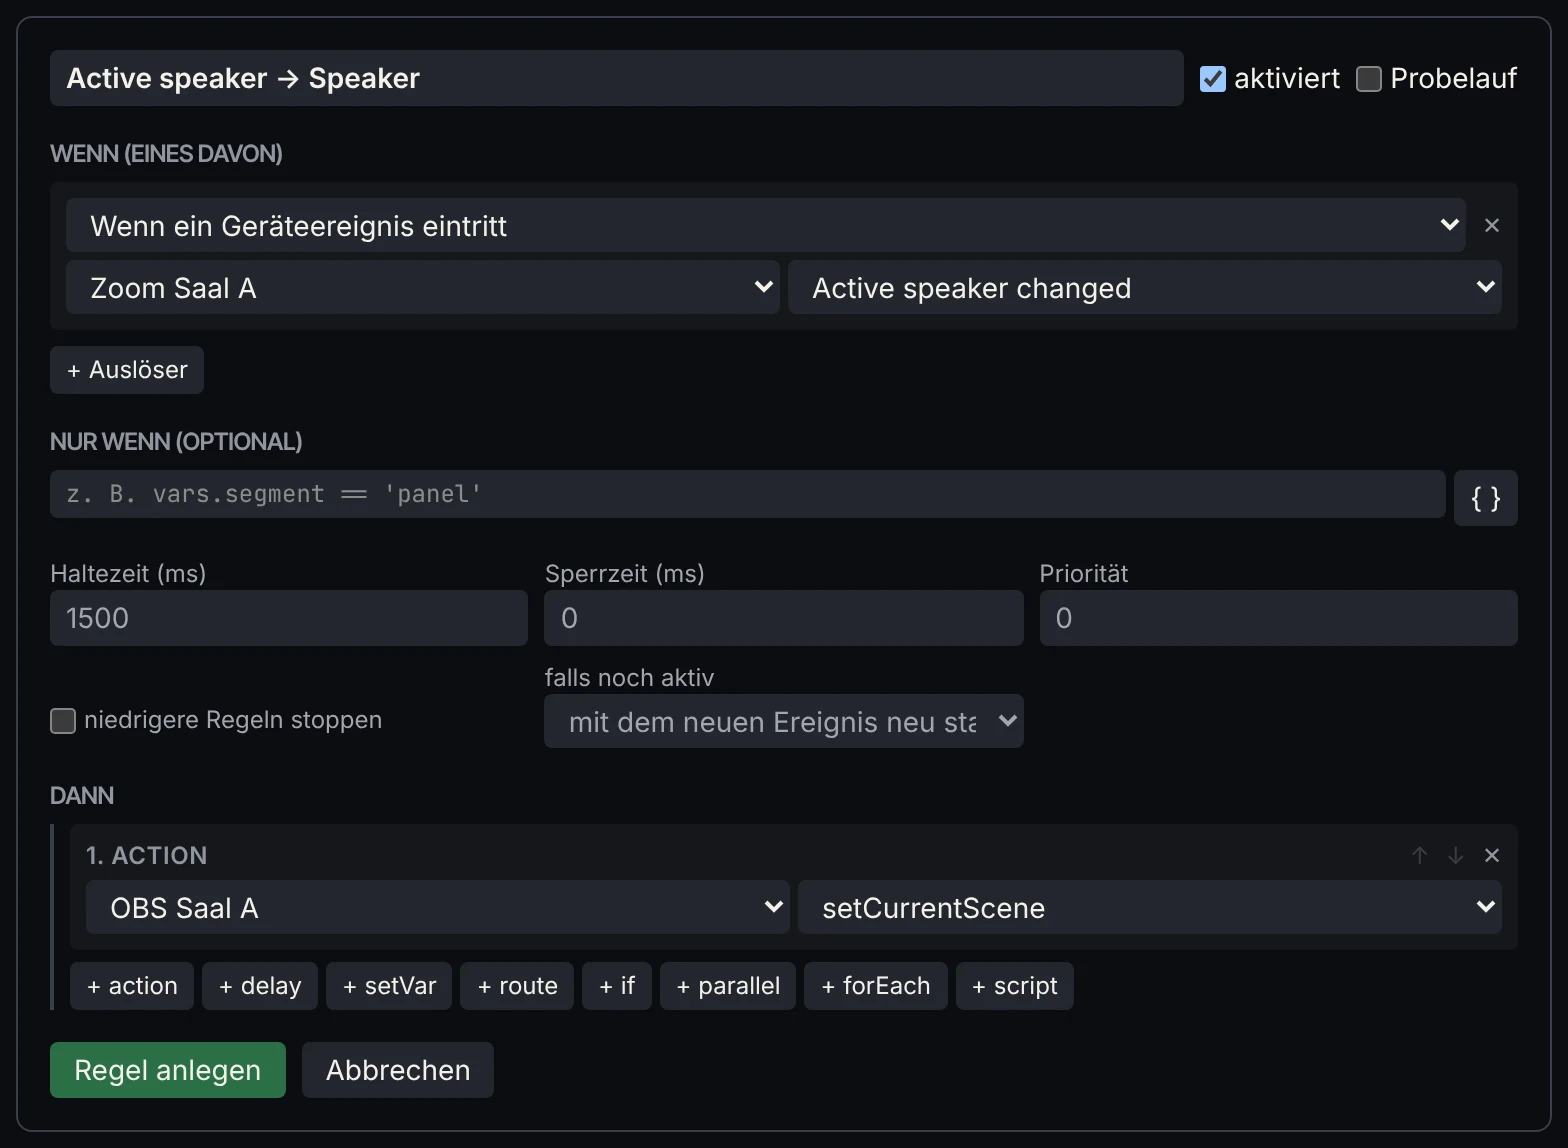 Active speaker → Speaker
aktiviert
Probelauf
WENN (EINES DAVON)
Wenn ein Geräteereignis eintritt
×
Zoom Saal A
Active speaker changed
+ Auslöser
NUR WENN (OPTIONAL)
z. B. vars.segment == 'panel'
{ }
Haltezeit (ms)
Sperrzeit (ms)
Priorität
1500
0
0
falls noch aktiv
niedrigere Regeln stoppen
mit dem neuen Ereignis neu sta
DANN
1. ACTION
↑ ↓ ×
OBS Saal A
setCurrentScene
+ action
+ delay
+ setVar
+ route
+ if
+ parallel
+ forEach
+ script
Regel anlegen
Abbrechen